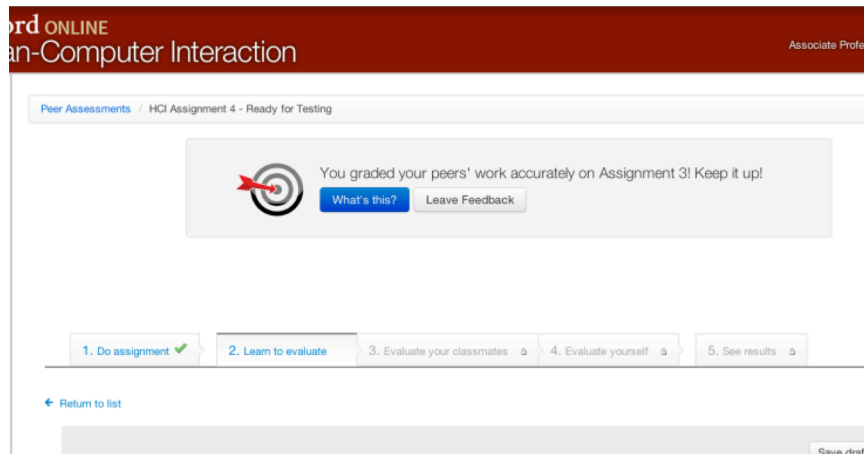 ord ONLINE
an-Computer Interaction
Associate Profe
Peer Assessments / HCI Assignment 4 - Ready for Testing
You graded your peers' work accurately on Assignment 3! Keep it up!
What's this? Leave Feedback
1. Do assignment 2. Learn to evaluate 3. Evaluate your classmates 4. Evaluate yourself 5. See results
Return to list
Save draf